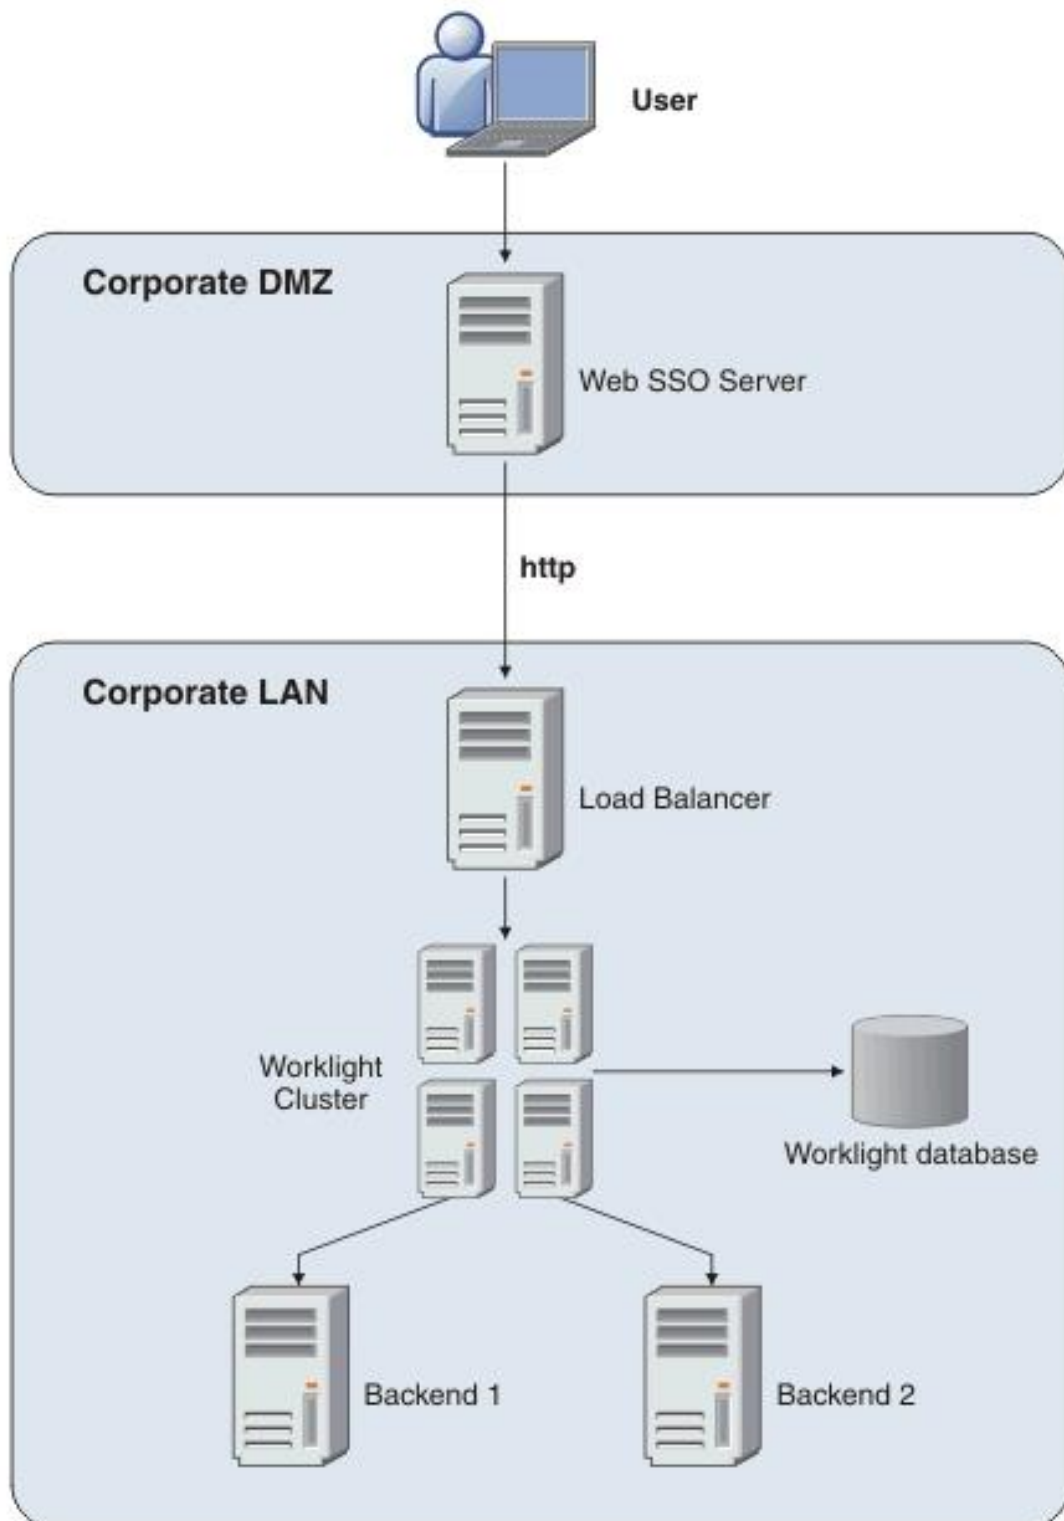 User
Corporate DMZ
Web SSO Server
http
Corporate LAN
Load Balancer
Worklight
Cluster
Worklight database
Backend 1
Backend 2